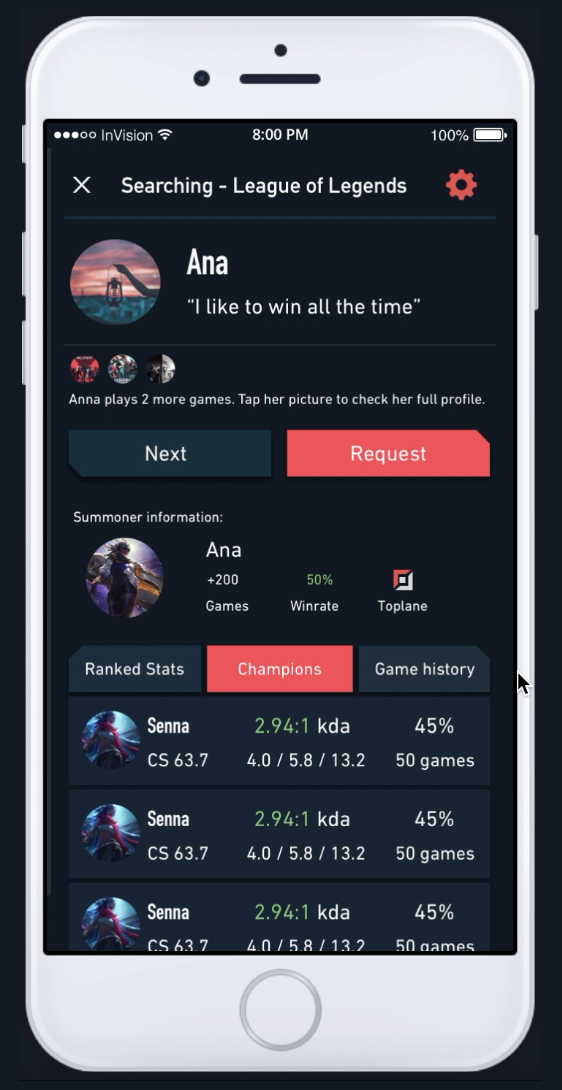 InVision 8:00 PM 100%
Searching - League of Legends
Ana
“I like to win all the time”
Anna plays 2 more games. Tap her picture to check her full profile.
Next Request
Summoner information:
Ana
+200 50%
Games Winrate Toplane
Ranked Stats Champions Game history
Senna 2.94:1 kda 45%
CS 63.7 4.0 / 5.8 / 13.2 50 games
Senna 2.94:1 kda 45%
CS 63.7 4.0 / 5.8 / 13.2 50 games
Senna 2.94:1 kda 45%
CS 63.7 4.0 / 5.8 / 13.2 50 games